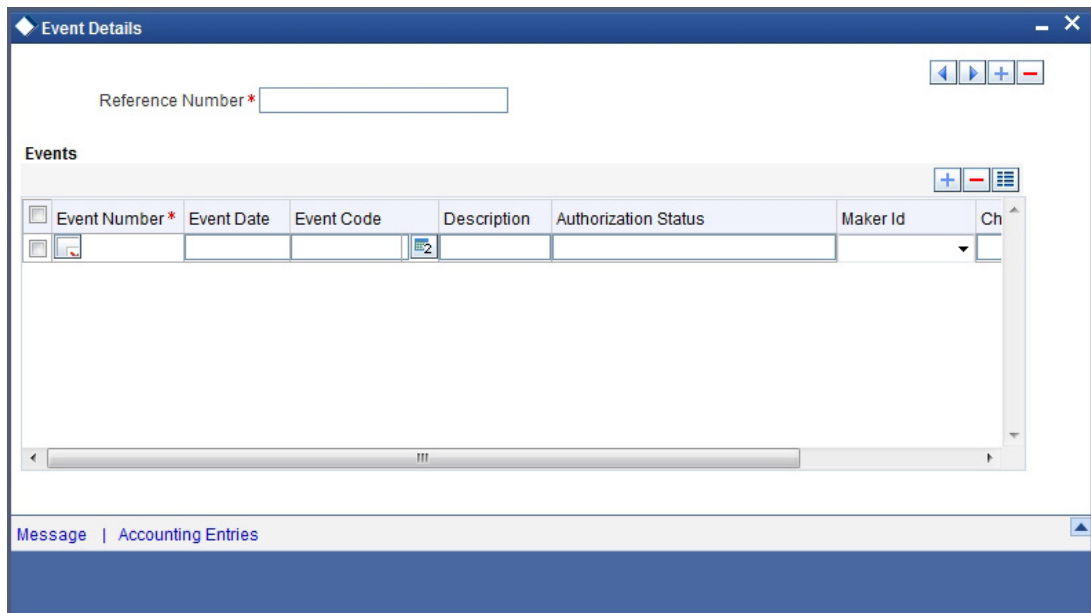 Event Details
Reference Number *
Events
Event Number * Event Date Event Code Description Authorization Status Maker Id Ch
2
Message | Accounting Entries